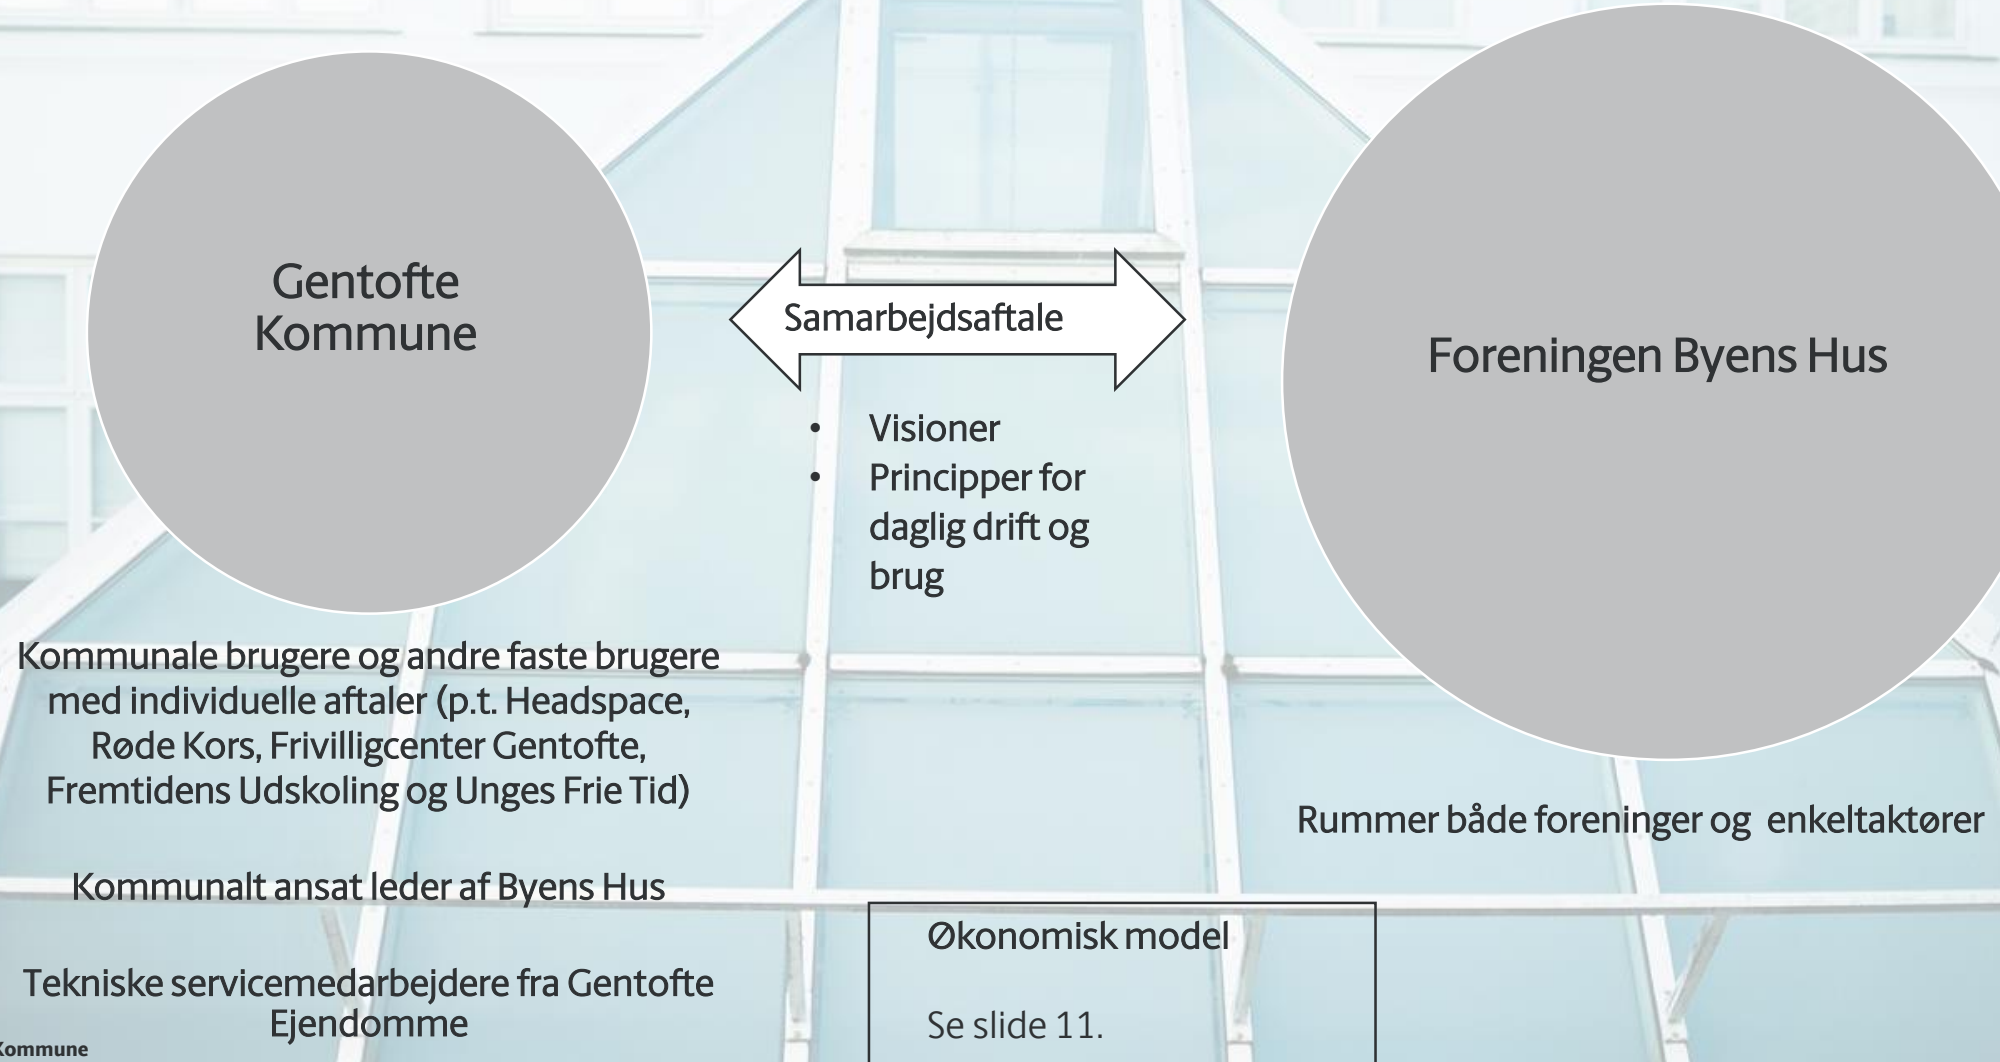 Gentofte
Kommune
Samarbejdsaftale
• Visioner
• Principper for
daglig drift og
brug
Foreningen Byens Hus
Kommunale brugere og andre faste brugere
med individuelle aftaler (p.t. Headspace,
Røde Kors, Frivilligcenter Gentofte,
Fremtidens Udskoling og Unges Frie Tid)
Kommunalt ansat leder af Byens Hus
Tekniske servicemedarbejdere fra Gentofte
Ejendomme
Rummer både foreninger og enkeltaktører
Økonomisk model
Se slide 11.
Kommune